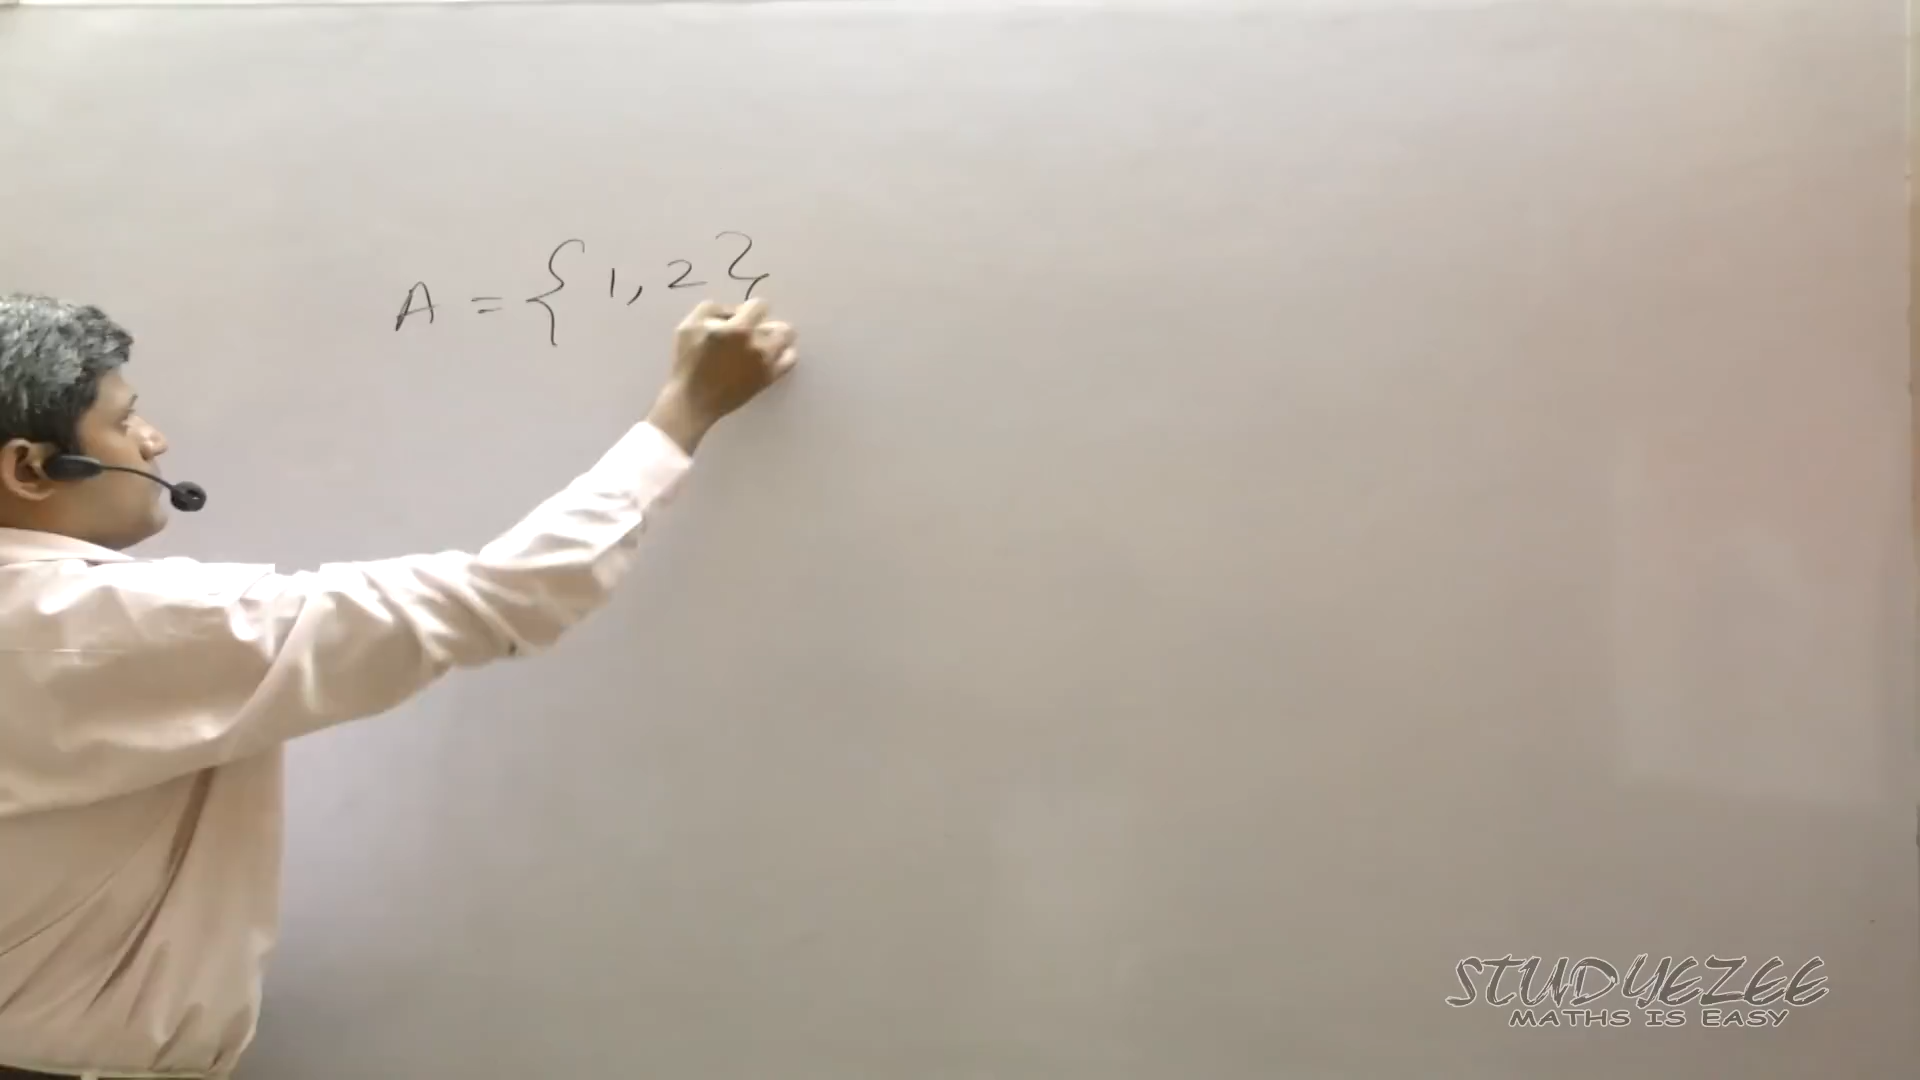 A = { 1, 2 }
STUDYEZEE
MATHS IS EASY